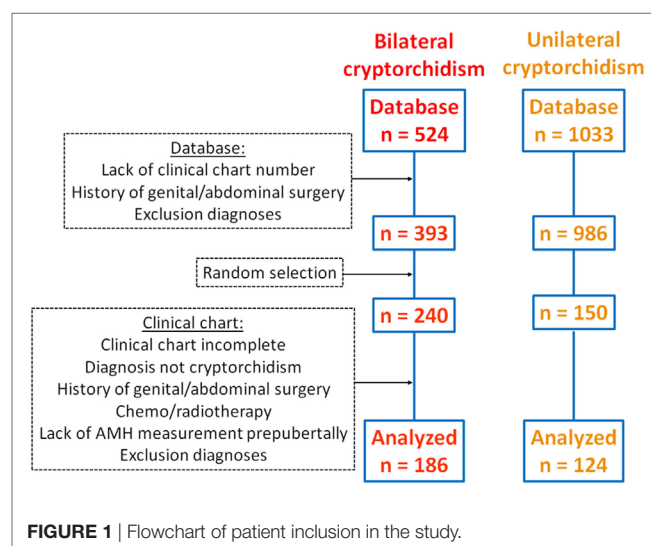 Bilateral
cryptorchidism
Unilateral
cryptorchidism
Database
n = 524
Database
n = 1033
Database:
Lack of clinical chart number
History of genital/abdominal surgery
Exclusion diagnoses
n = 393
n = 986
Random selection
n = 240
n = 150
Clinical chart:
Clinical chart incomplete
Diagnosis not cryptorchidism
History of genital/abdominal surgery
Chemo/radiotherapy
Lack of AMH measurement prepubertally
Exclusion diagnoses
Analyzed
n = 186
Analyzed
n = 124
FIGURE 1 | Flowchart of patient inclusion in the study.